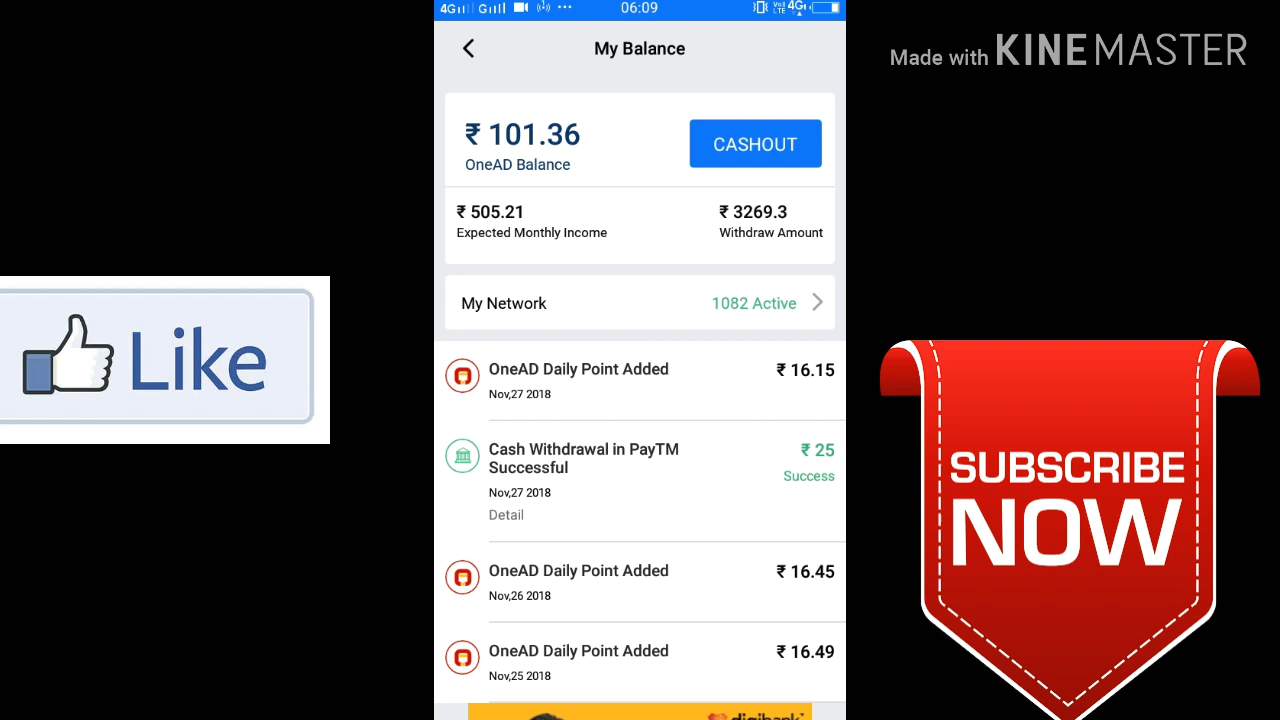 4G G 06:09 Vo) LTE 4G
My Balance
Made with KINEMASTER
₹ 101.36
CASHOUT
OneAD Balance
₹ 505.21 ₹ 3269.3
Expected Monthly Income Withdraw Amount
My Network 1082 Active
Like
OneAD Daily Point Added ₹ 16.15
Nov,27 2018
Cash Withdrawal in PayTM ₹ 25
Successful Success
Nov,27 2018
Detail
OneAD Daily Point Added ₹ 16.45
Nov,26 2018
OneAD Daily Point Added ₹ 16.49
Nov,25 2018
SUBSCRIBE
NOW
digibank